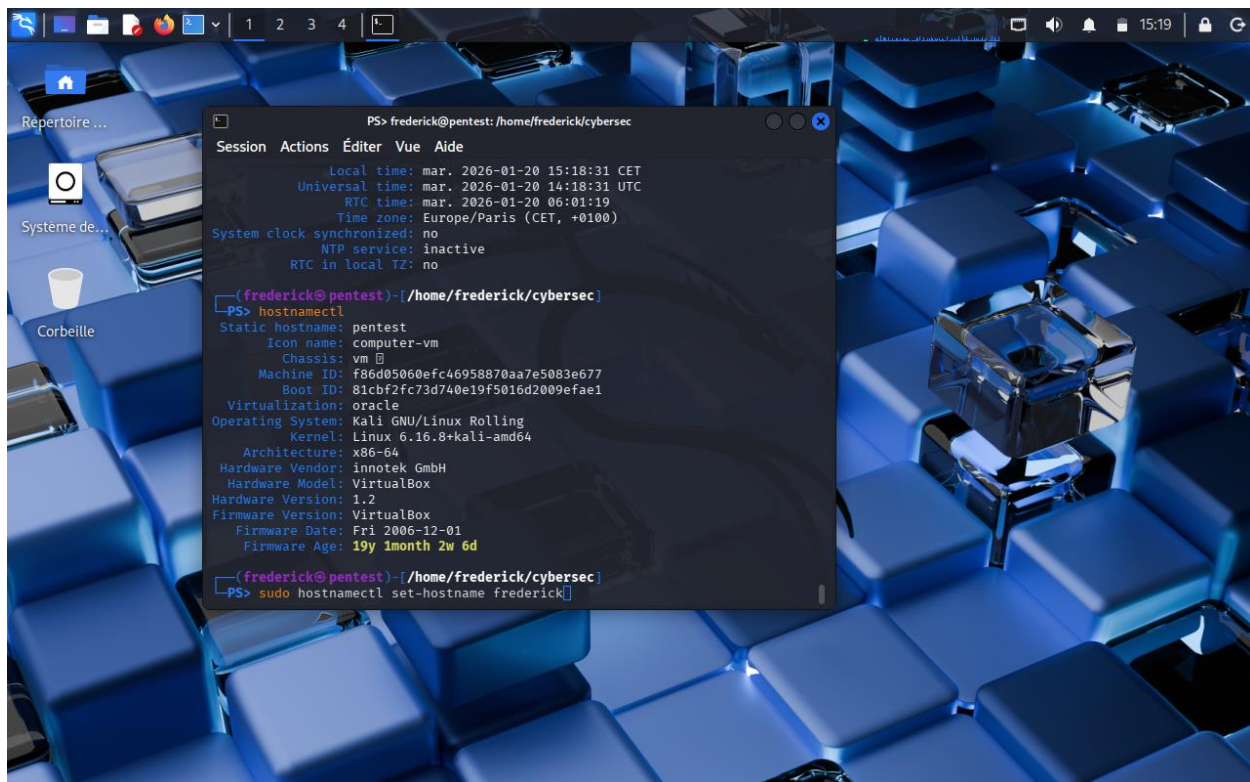 1 2 3 4
15:19
Répertoire ...
Système de...
Corbeille
PS> frederick@pentest: /home/frederick/cybersec
Session Actions Éditer Vue Aide
Local time: mar. 2026-01-20 15:18:31 CET
Universal time: mar. 2026-01-20 14:18:31 UTC
RTC time: mar. 2026-01-20 06:01:19
Time zone: Europe/Paris (CET, +0100)
System clock synchronized: no
NTP service: inactive
RTC in local TZ: no
┌──(frederick㉿pentest)-[/home/frederick/cybersec]
└─PS> hostnamectl
Static hostname: pentest
Icon name: computer-vm
Chassis: vm
Machine ID: f86d05060efc46958870aa7e5083e677
Boot ID: 81cbf2fc73d740e19f5016d2009efae1
Virtualization: oracle
Operating System: Kali GNU/Linux Rolling
Kernel: Linux 6.16.8+kali-amd64
Architecture: x86-64
Hardware Vendor: innotek GmbH
Hardware Model: VirtualBox
Hardware Version: 1.2
Firmware Version: VirtualBox
Firmware Date: Fri 2006-12-01
Firmware Age: 19y 1month 2w 6d
┌──(frederick㉿pentest)-[/home/frederick/cybersec]
└─PS> sudo hostnamectl set-hostname frederick